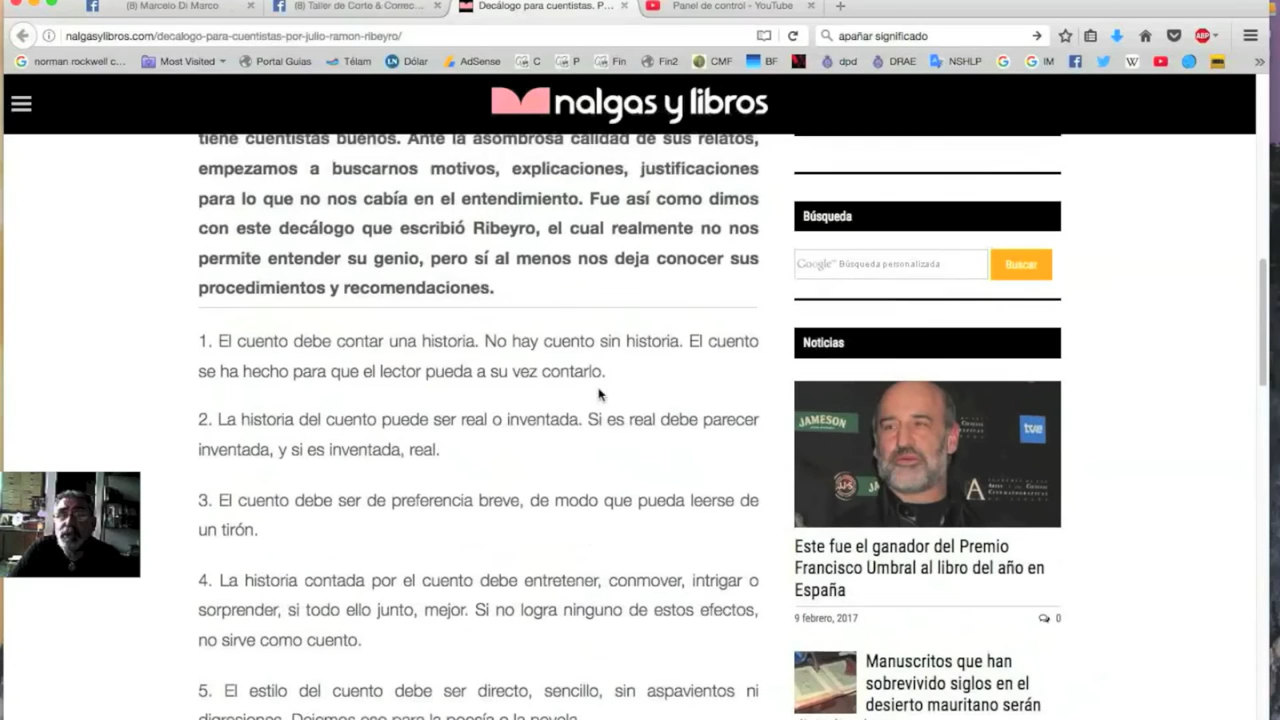 (8) Marcelo Di Marco
(8) Taller de Corte & Correc...
Decálogo para cuentistas. P...
Panel de control - YouTube
nalgasylibros.com/decalogo-para-cuentistas-por-julio-ramon-ribeyro/
apañar significado
ABP
norman rockwell c...
Most Visited
Portal Guias
Télam
LN Dólar
AdSense
C
P
Fin
Fin2
CMF
BF
dpd
DRAE
NSHLP
G
IM
W
nalgas y libros
tiene cuentistas buenos. Ante la asombrosa calidad de sus relatos,
empezamos a buscarnos motivos, explicaciones, justificaciones
para lo que no nos cabía en el entendimiento. Fue así como dimos
con este decálogo que escribió Ribeyro, el cual realmente no nos
permite entender su genio, pero sí al menos nos deja conocer sus
procedimientos y recomendaciones.
1. El cuento debe contar una historia. No hay cuento sin historia. El cuento
se ha hecho para que el lector pueda a su vez contarlo.
2. La historia del cuento puede ser real o inventada. Si es real debe parecer
inventada, y si es inventada, real.
3. El cuento debe ser de preferencia breve, de modo que pueda leerse de
un tirón.
4. La historia contada por el cuento debe entretener, conmover, intrigar o
sorprender, si todo ello junto, mejor. Si no logra ninguno de estos efectos,
no sirve como cuento.
5. El estilo del cuento debe ser directo, sencillo, sin aspavientos ni
digresiones. Dejemos eso para la poesía o la novela.
Búsqueda
Google™ Búsqueda personalizada
Buscar
Noticias
JAMESON
tve
Este fue el ganador del Premio
Francisco Umbral al libro del año en
España
9 febrero, 2017
0
Manuscritos que han
sobrevivido siglos en el
desierto mauritano serán